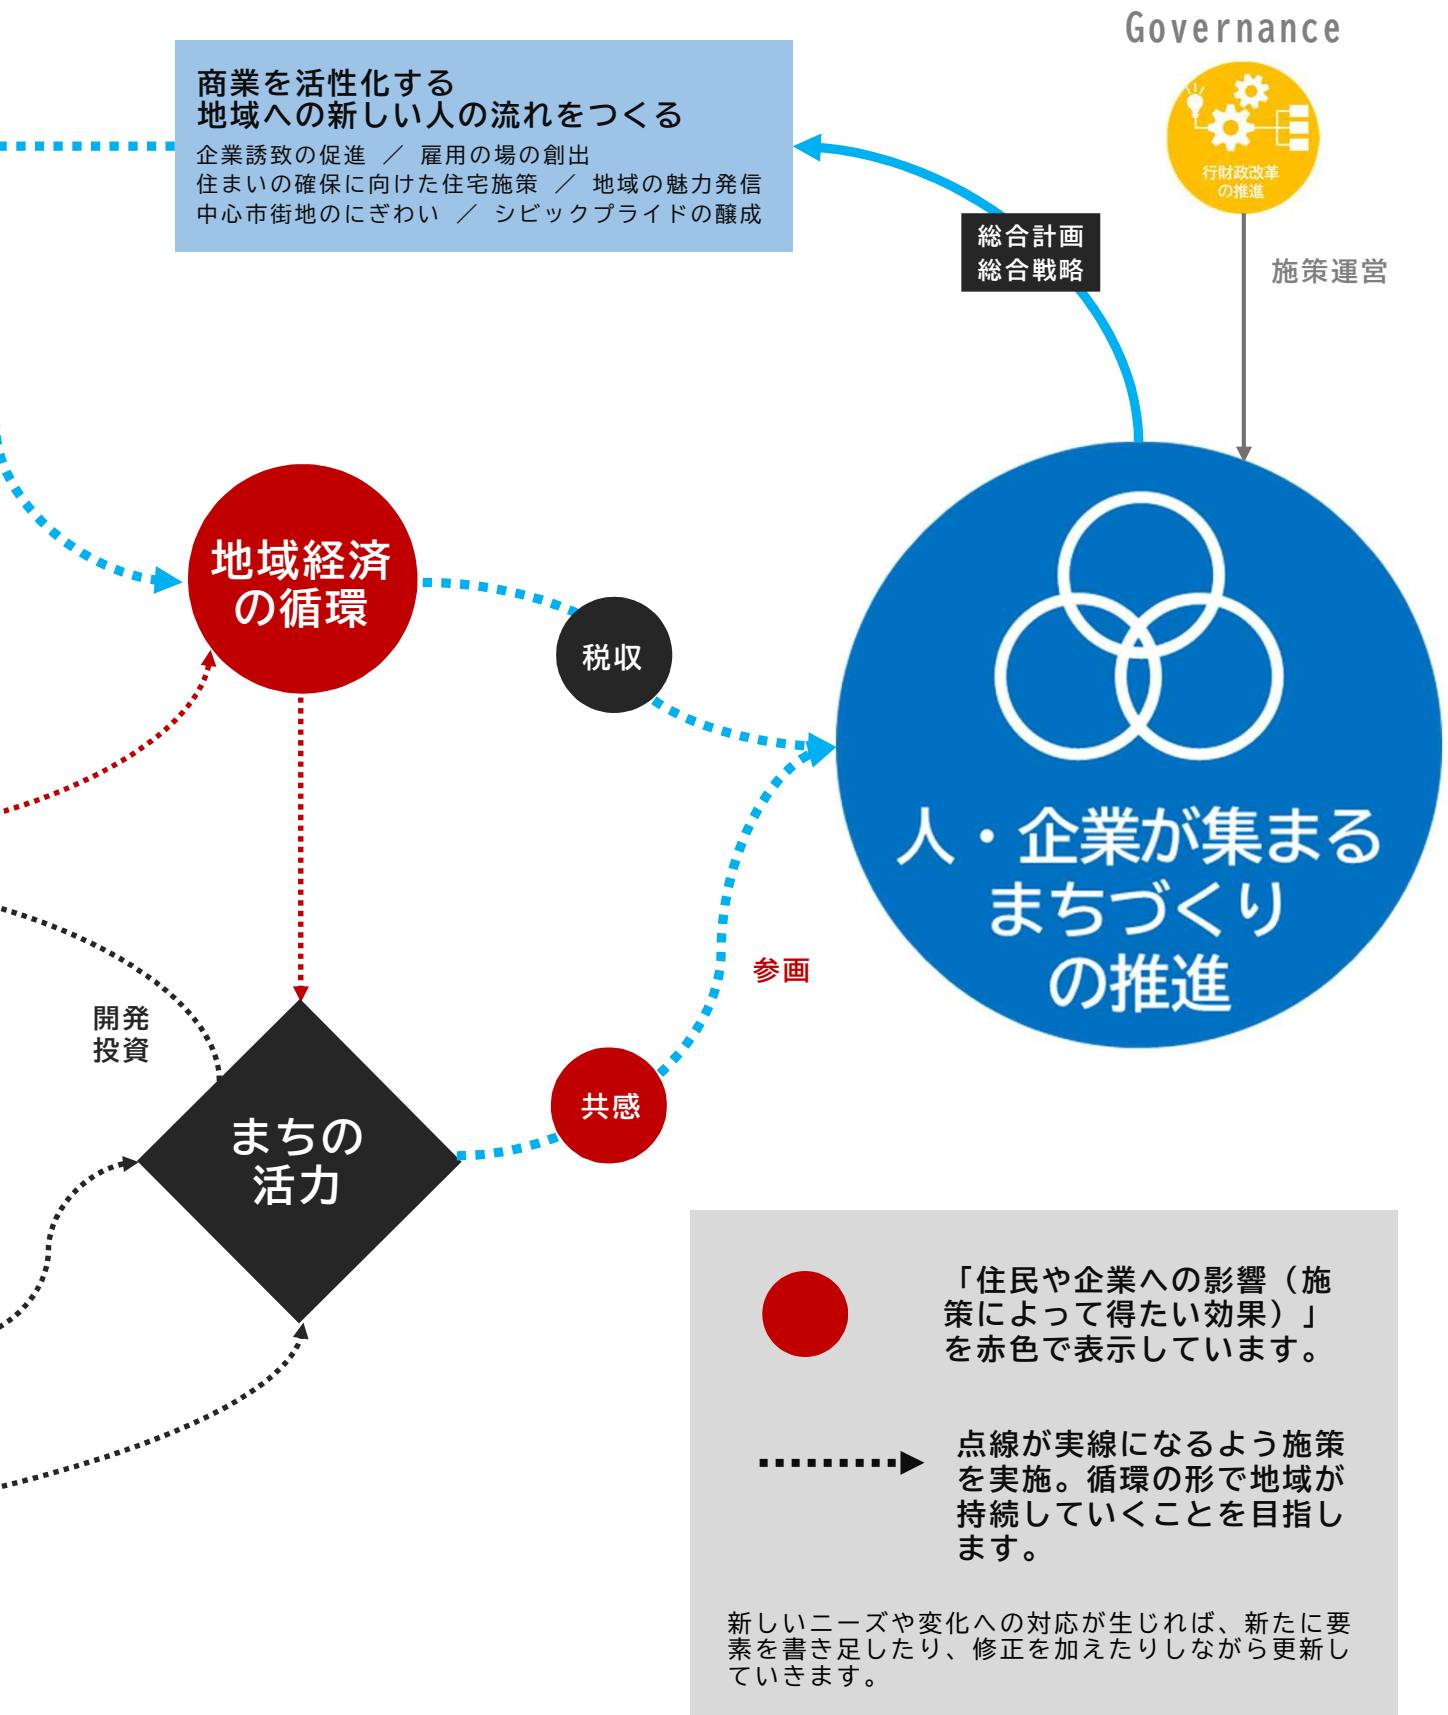 Governance
行財政改革
の推進
施策運営
商業を活性化する
地域への新しい人の流れをつくる
企業誘致の促進 ／ 雇用の場の創出
住まいの確保に向けた住宅施策 ／ 地域の魅力発信
中心市街地のにぎわい ／ シビックプライドの醸成
総合計画
総合戦略
地域経済
の循環
税収
人・企業が集まる
まちづくり
の推進
参画
開発
投資
まちの
活力
共感
「住民や企業への影響（施
策によって得たい効果）」
を赤色で表示しています。
点線が実線になるよう施策
を実施。循環の形で地域が
持続していくことを目指し
ます。
新しいニーズや変化への対応が生じれば、新たに要
素を書き足したり、修正を加えたりしながら更新し
ていきます。